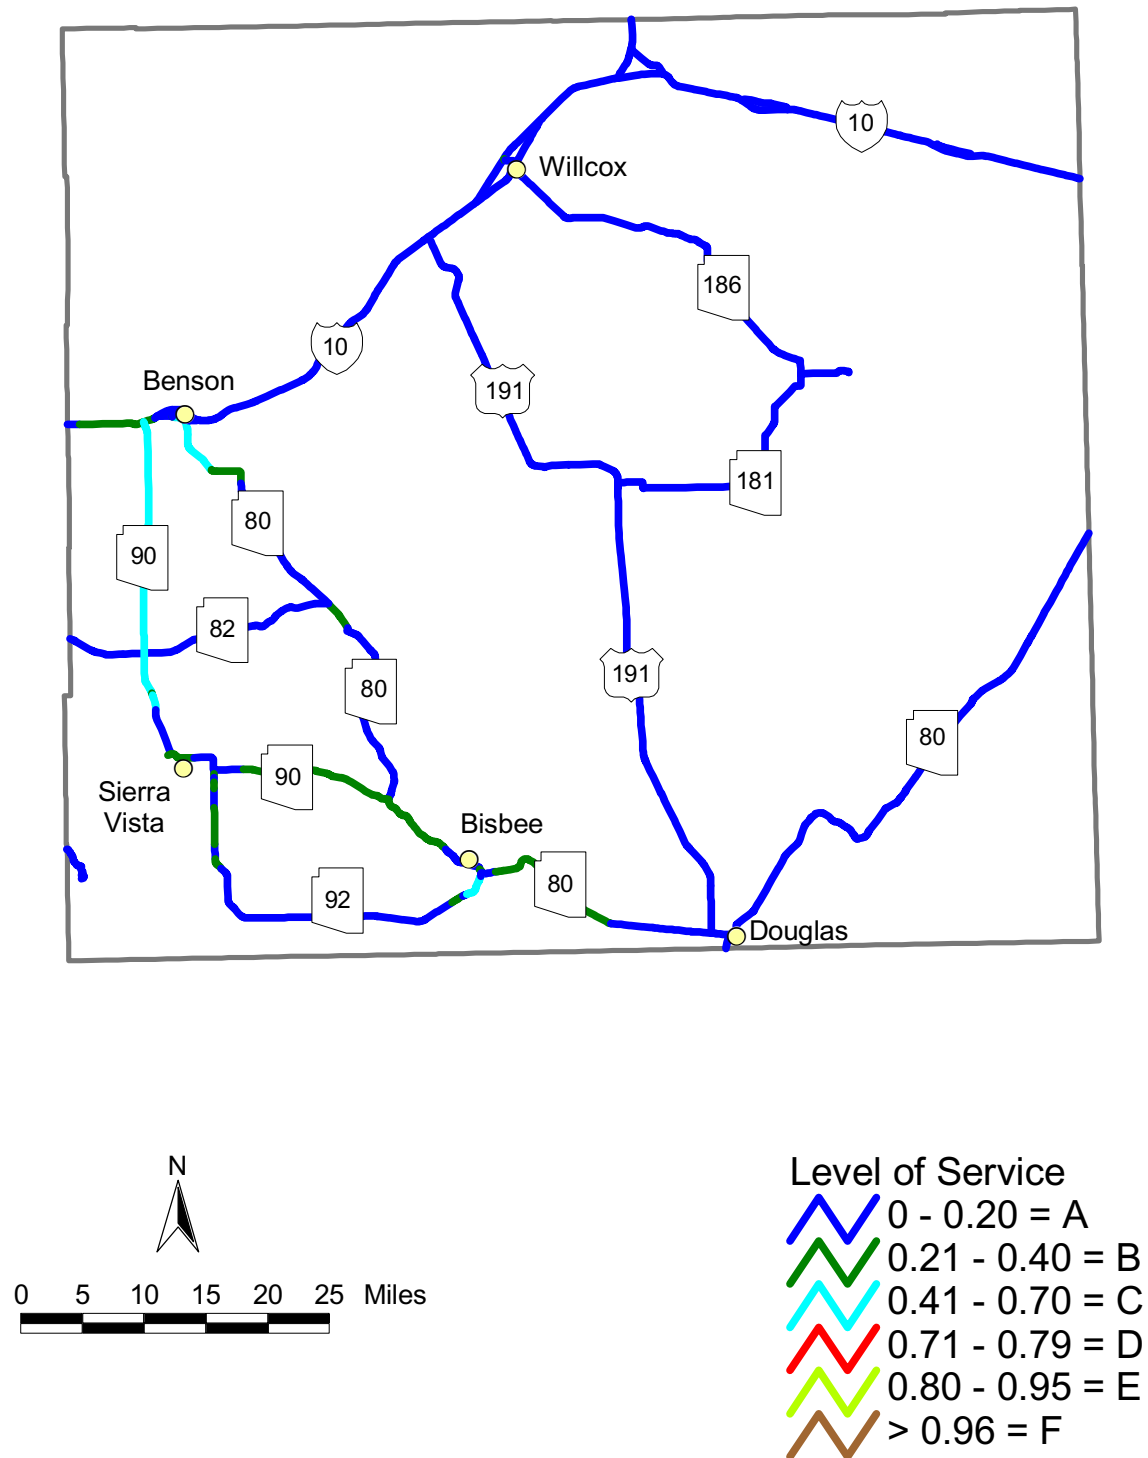 10
Willcox
186
10
Benson
191
181
80
90
82
191
80
80
90
Sierra
Vista
Bisbee
80
92
Douglas
N
0 5 10 15 20 25 Miles
Level of Service
0 - 0.20 = A
0.21 - 0.40 = B
0.41 - 0.70 = C
0.71 - 0.79 = D
0.80 - 0.95 = E
> 0.96 = F